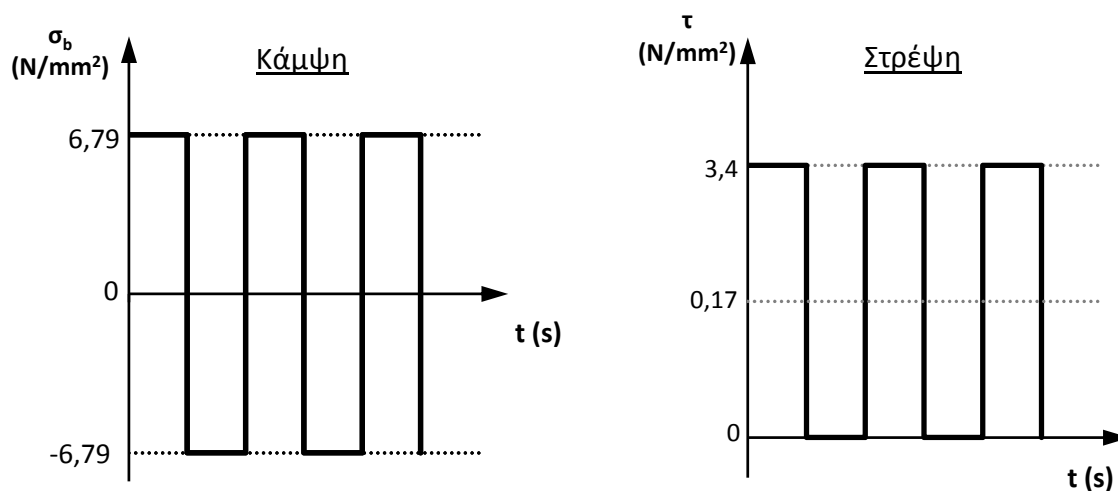 σb
(N/mm²)
Κάμψη
6,79
0
t (s)
-6,79
τ
(N/mm²)
Στρέψη
3,4
0,17
0
t (s)